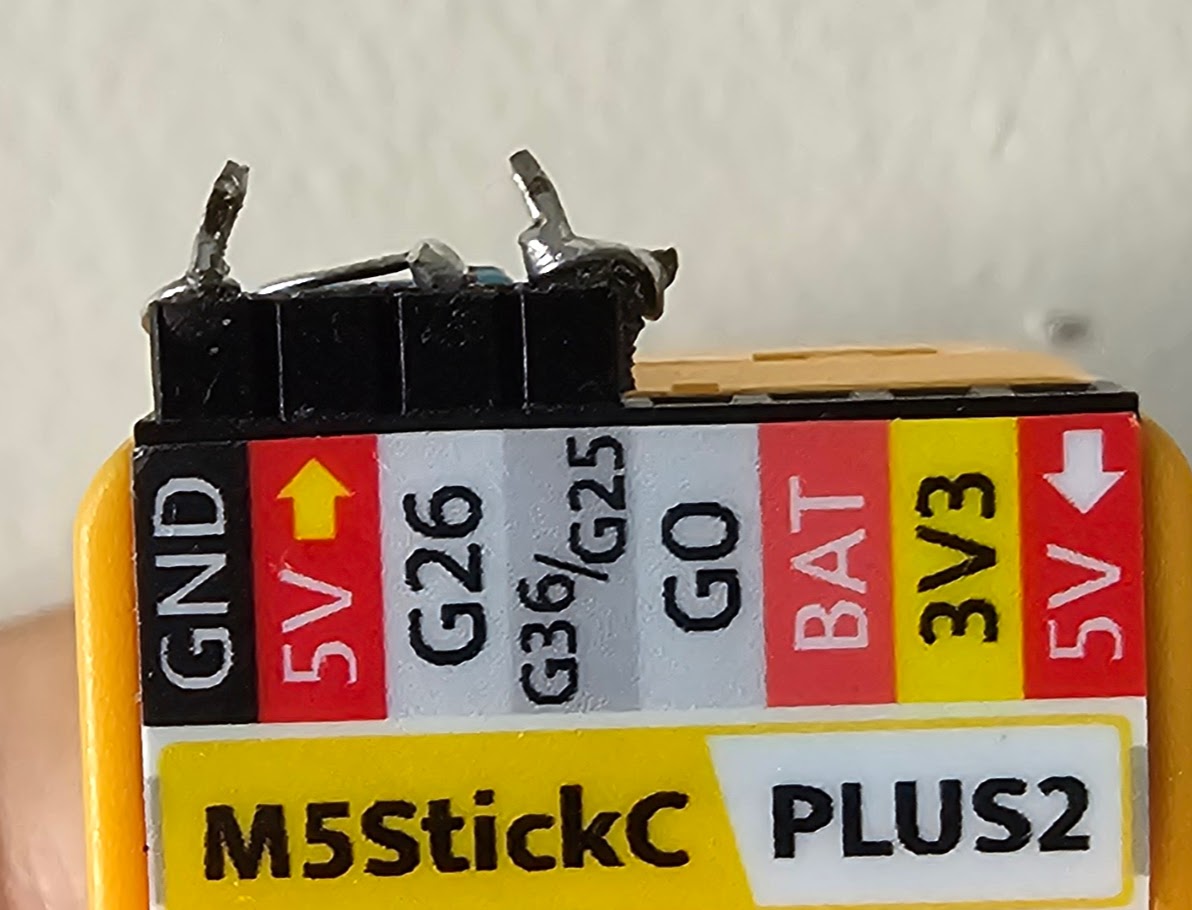 GND
5V
G26
G36/G25
G0
BAT
3V3
5V
M5StickC PLUS2